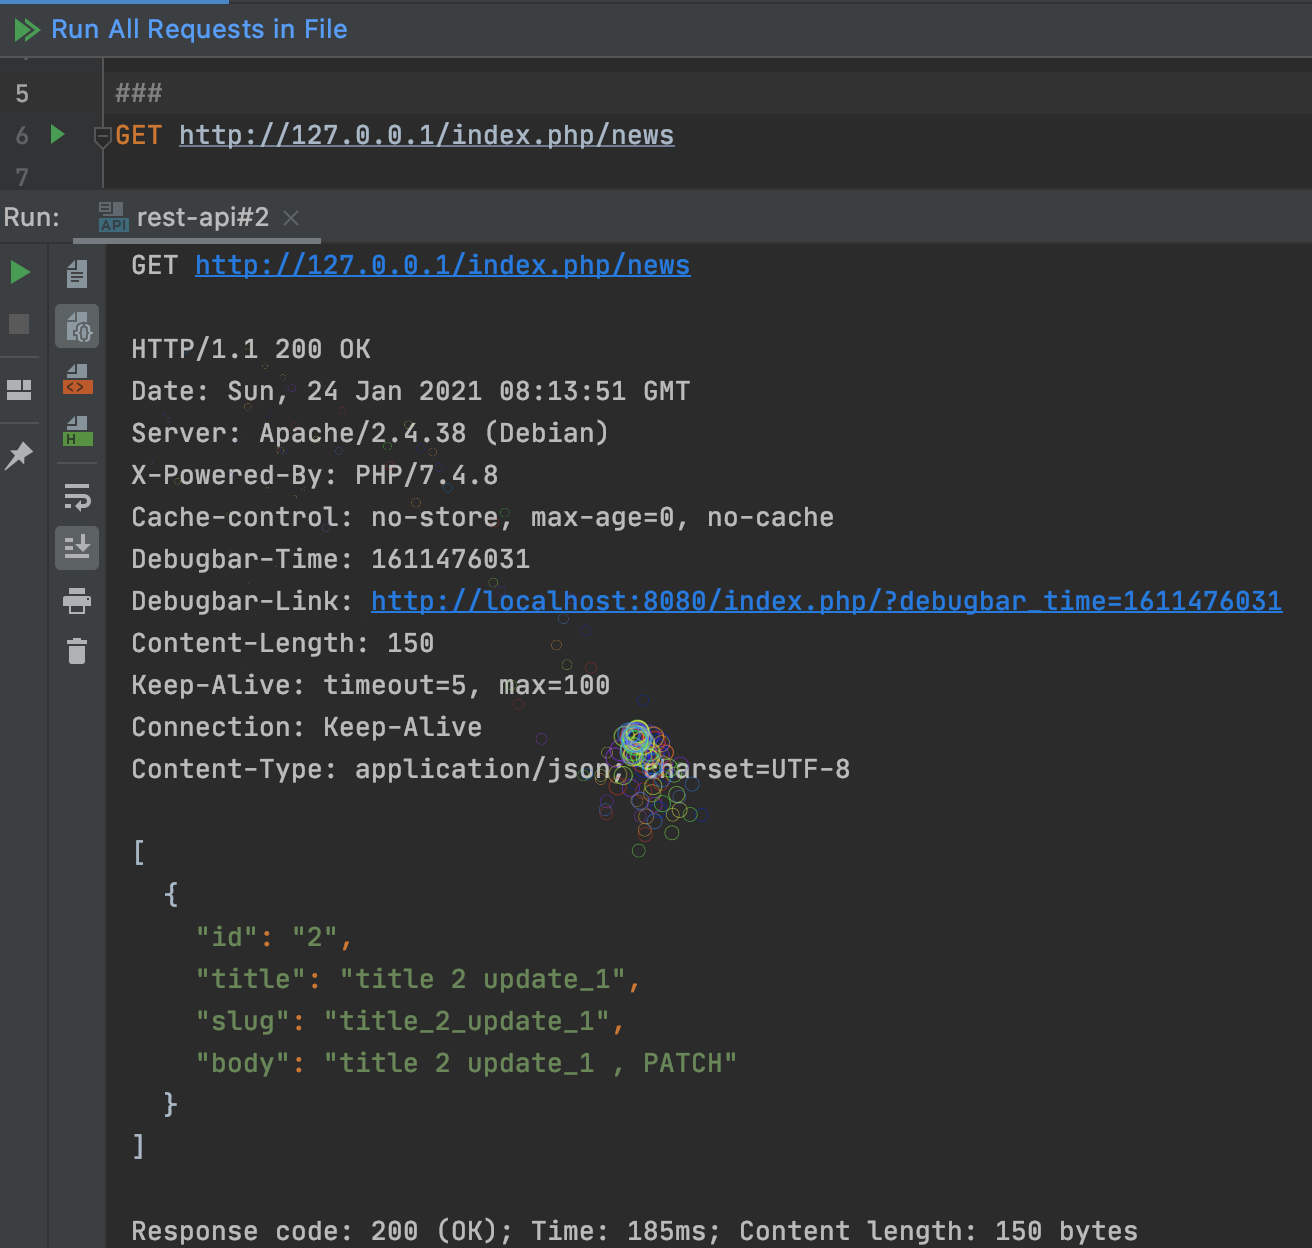 Run All Requests in File
5 ###
6 GET http://127.0.0.1/index.php/news
7
Run: API rest-api#2
GET http://127.0.0.1/index.php/news
HTTP/1.1 200 OK
Date: Sun, 24 Jan 2021 08:13:51 GMT
Server: Apache/2.4.38 (Debian)
X-Powered-By: PHP/7.4.8
Cache-control: no-store, max-age=0, no-cache
Debugbar-Time: 1611476031
Debugbar-Link: http://localhost:8080/index.php/?debugbar_time=1611476031
Content-Length: 150
Keep-Alive: timeout=5, max=100
Connection: Keep-Alive
Content-Type: application/json; charset=UTF-8
[
{
"id": "2",
"title": "title 2 update_1",
"slug": "title_2_update_1",
"body": "title 2 update_1 , PATCH"
}
]
Response code: 200 (OK); Time: 185ms; Content length: 150 bytes